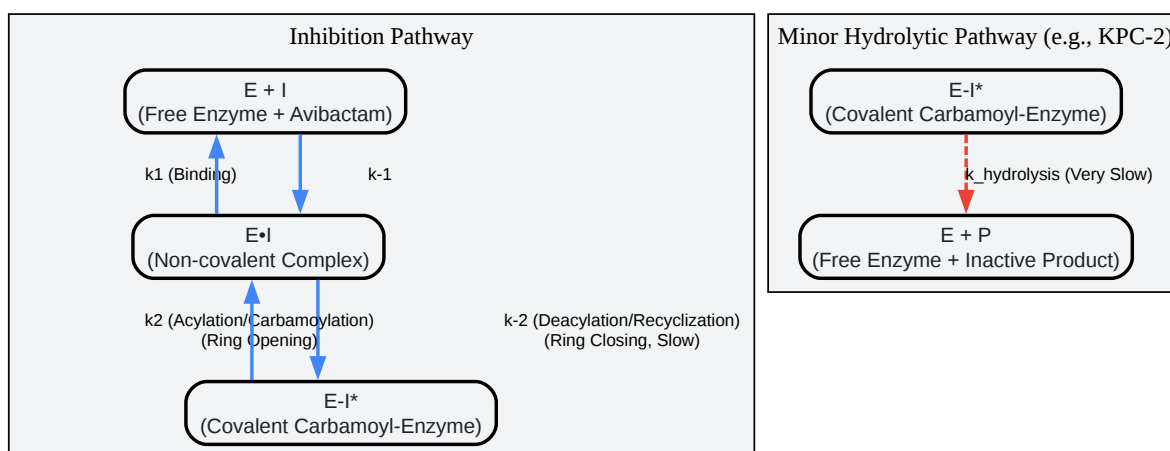 Inhibition Pathway
E + I
(Free Enzyme + Avibactam)
k1 (Binding)
k-1
E•I
(Non-covalent Complex)
k2 (Acylation/Carbamoylation)
(Ring Opening)
k-2 (Deacylation/Recyclization)
(Ring Closing, Slow)
E-I*
(Covalent Carbamoyl-Enzyme)
Minor Hydrolytic Pathway (e.g., KPC-2)
E-I*
(Covalent Carbamoyl-Enzyme)
k_hydrolysis (Very Slow)
E + P
(Free Enzyme + Inactive Product)